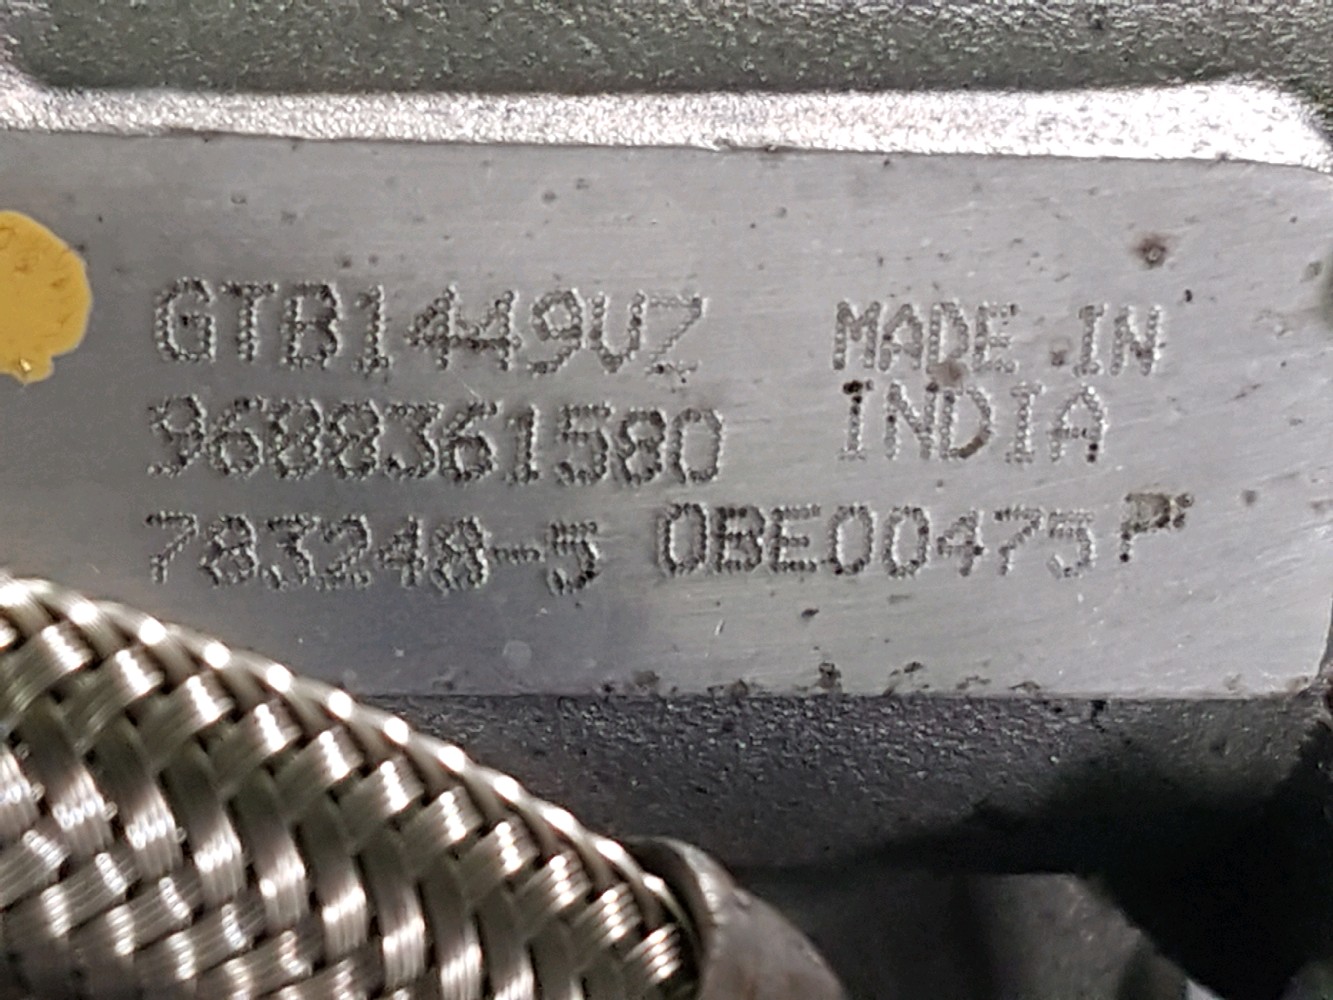 GTB1449VZ MADE IN
9688361580 INDIA
783248-5 0BE00475P